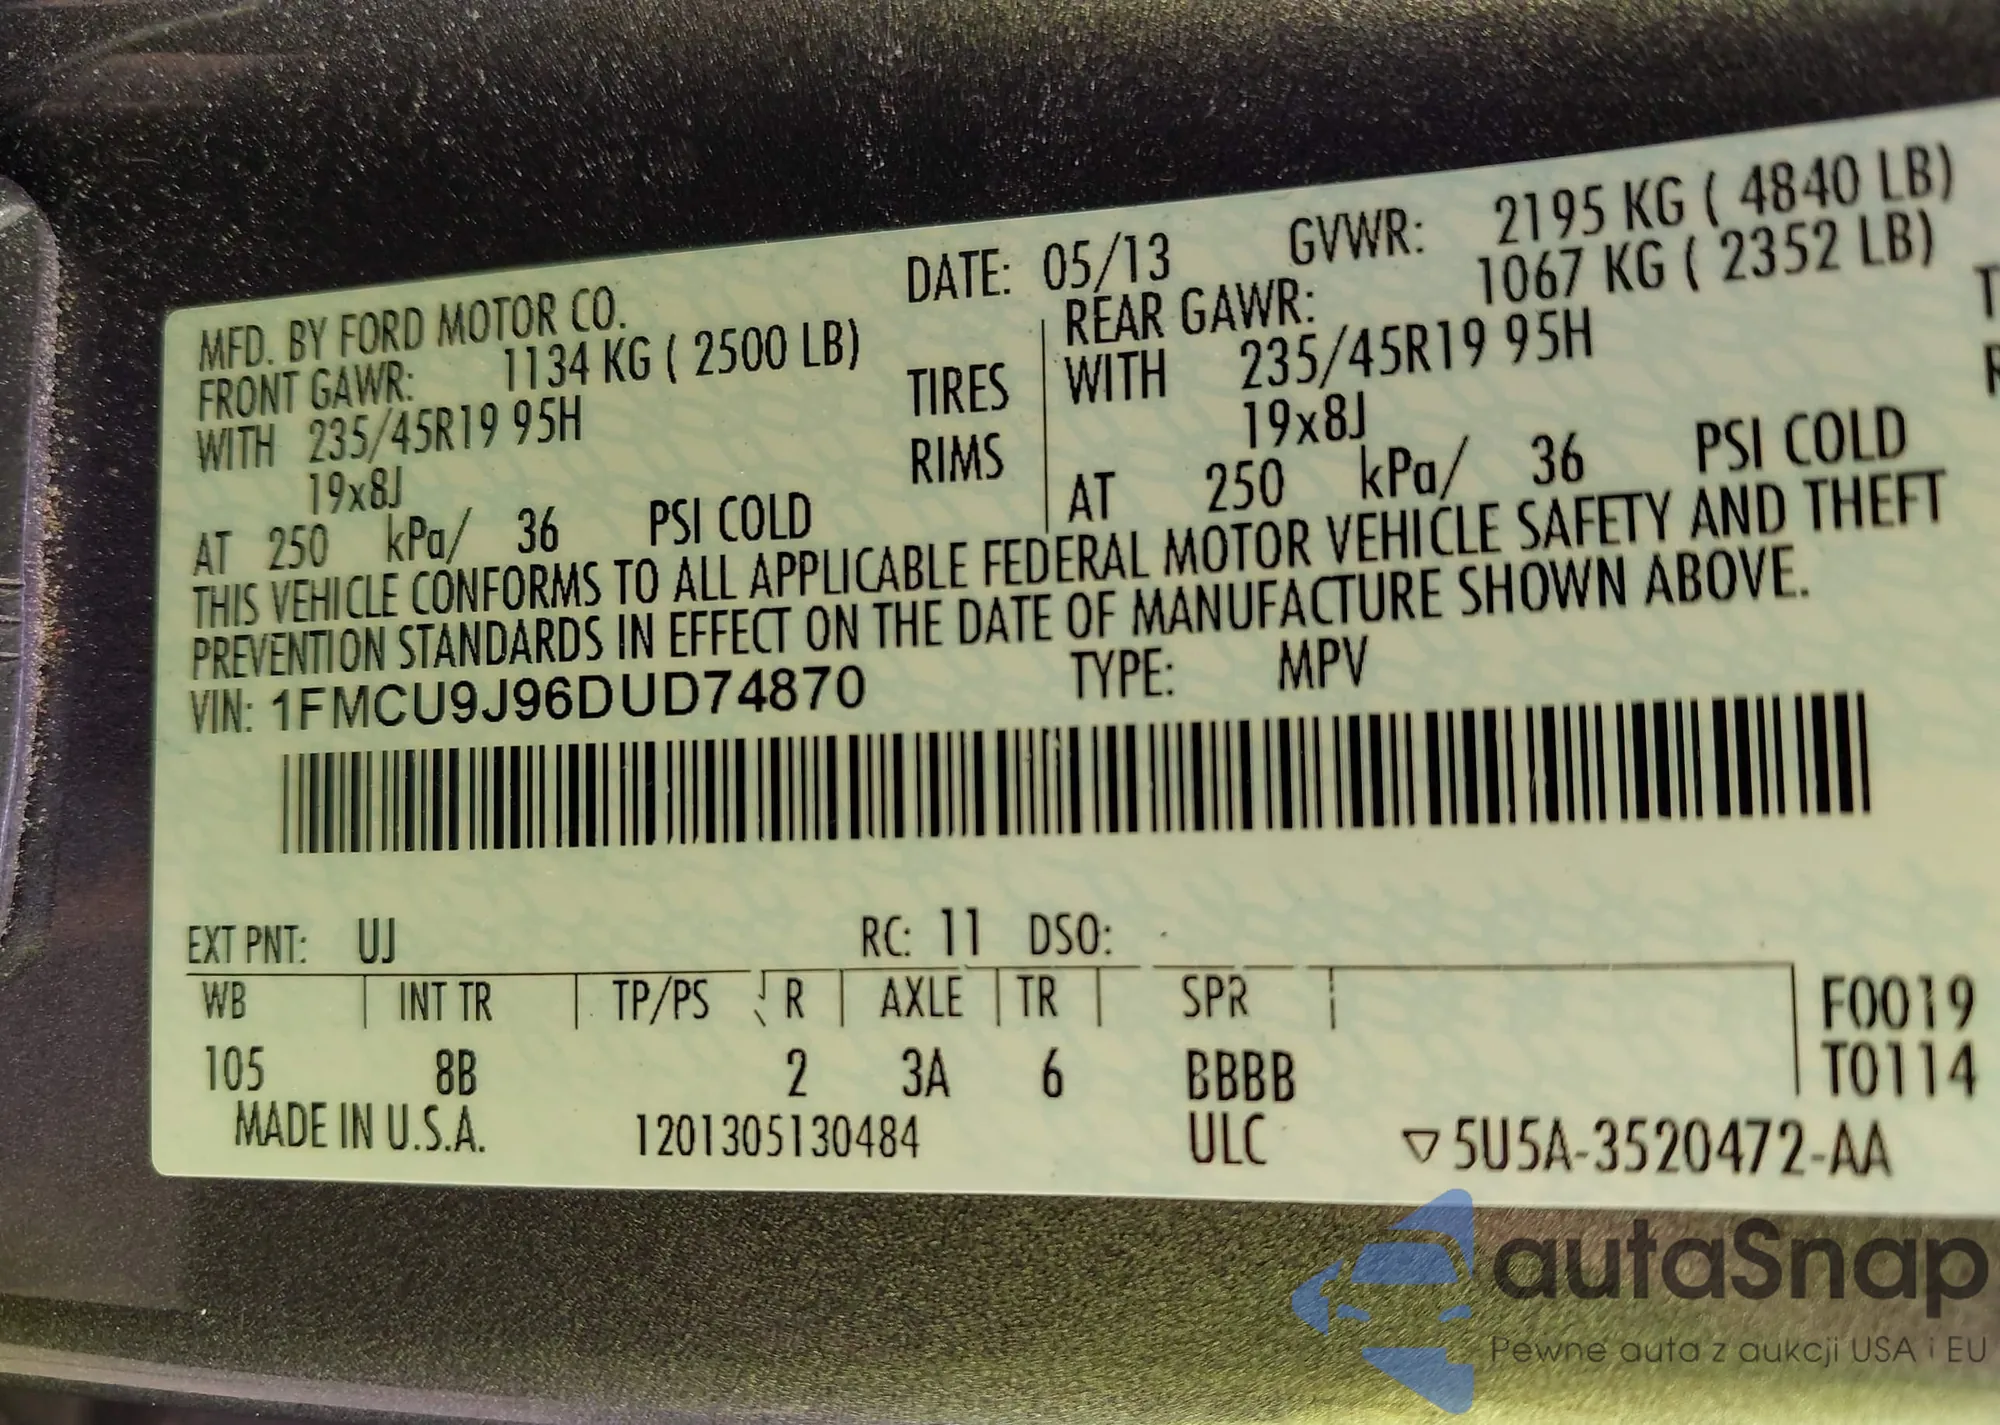 MFD. BY FORD MOTOR CO. DATE: 05/13 GVWR: 2195 KG ( 4840 LB)
FRONT GAWR: 1134 KG ( 2500 LB) REAR GAWR: 1067 KG ( 2352 LB)
WITH 235/45R19 95H TIRES WITH 235/45R19 95H
19x8J RIMS 19x8J
AT 250 kPa/ 36 PSI COLD AT 250 kPa/ 36 PSI COLD
THIS VEHICLE CONFORMS TO ALL APPLICABLE FEDERAL MOTOR VEHICLE SAFETY AND THEFT
PREVENTION STANDARDS IN EFFECT ON THE DATE OF MANUFACTURE SHOWN ABOVE.
VIN: 1FMCU9J96DUD74870 TYPE: MPV
EXT PNT: UJ RC: 11 DSO:
WB INT TR TP/PS R AXLE TR SPR F0019
105 8B 2 3A 6 BBBB T0114
MADE IN U.S.A. 1201305130484 ULC ▽5U5A-3520472-AA
autaSnap
Pewne auta z aukcji USA i EU